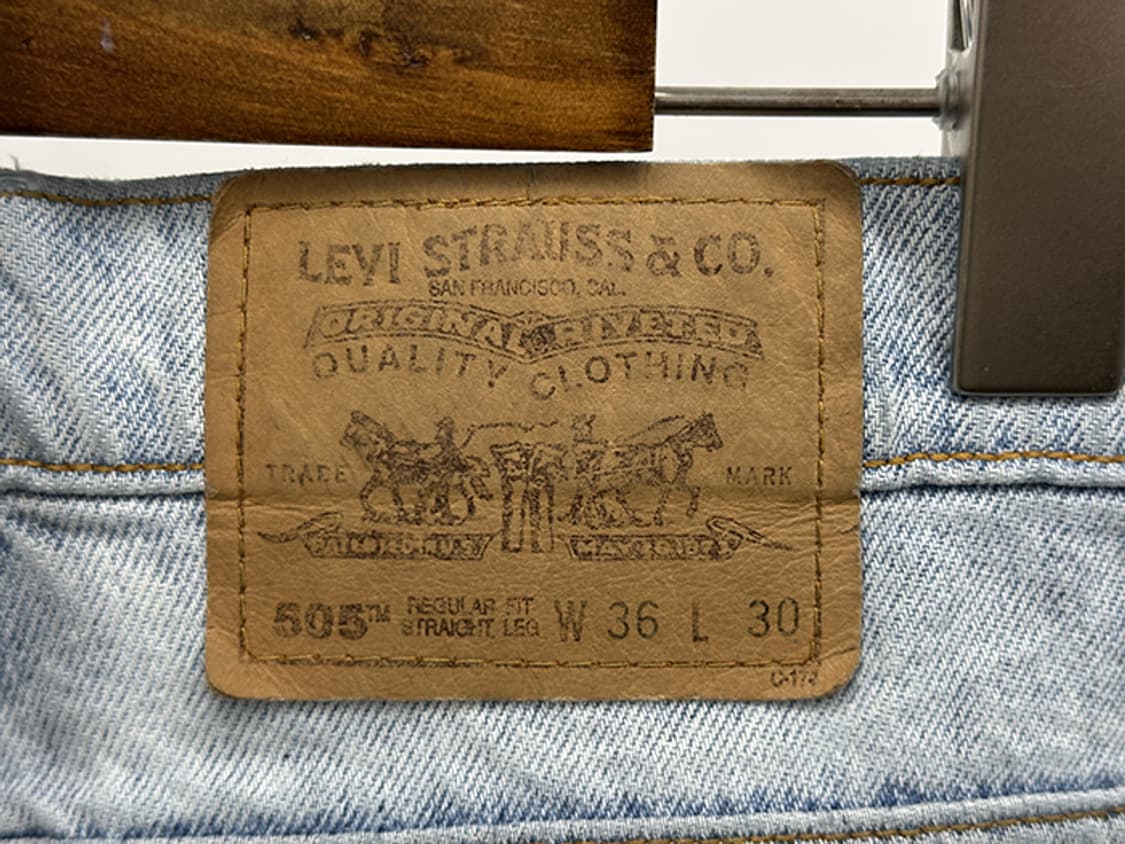 LEVI STRAUSS & CO.
SAN FRANCISCO, CAL.
ORIGINAL RIVETED
QUALITY CLOTHING
TRADE MARK
505™ REGULAR FIT W 36 L 30
STRAIGHT LEG